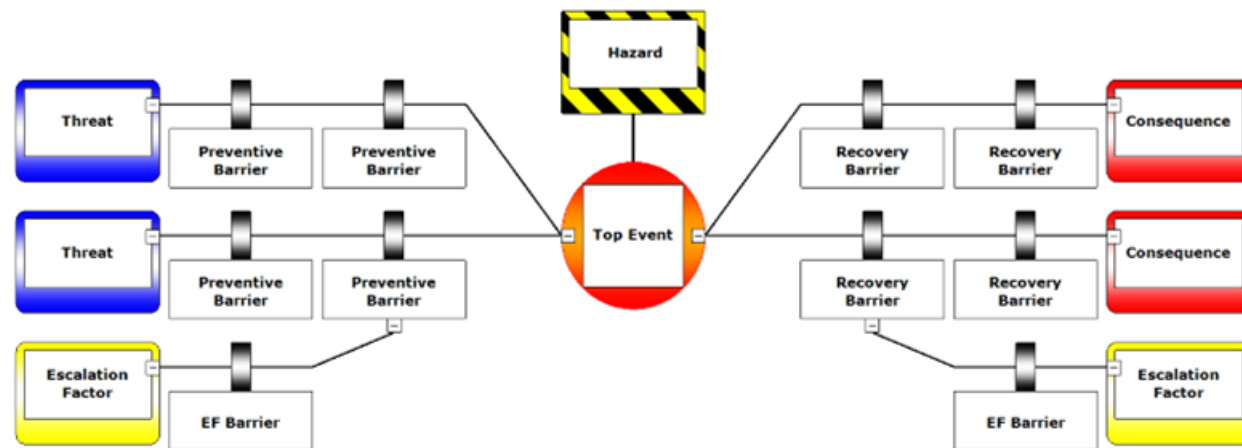 Hazard
Threat
Preventive
Barrier
Preventive
Barrier
Recovery
Barrier
Recovery
Barrier
Consequence
Top Event
Threat
Preventive
Barrier
Preventive
Barrier
Recovery
Barrier
Recovery
Barrier
Consequence
Escalation
Factor
EF Barrier
EF Barrier
Escalation
Factor